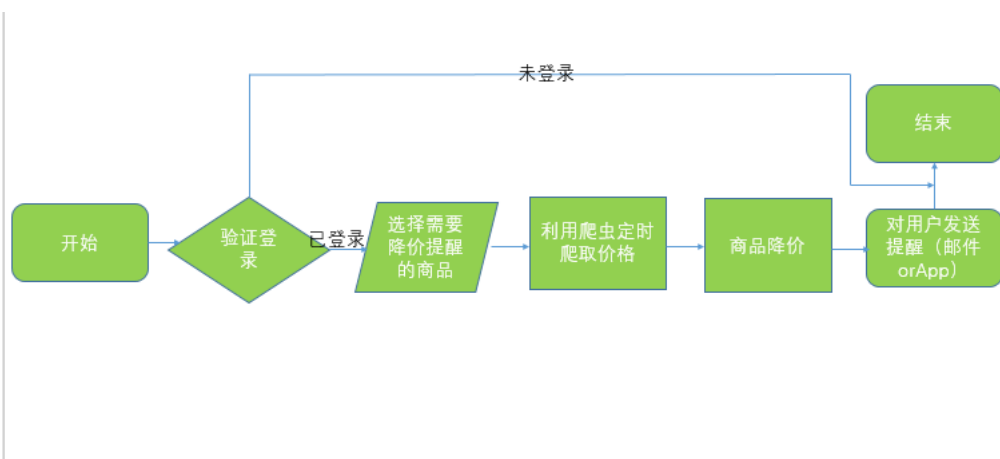 未登录
结束
开始
验证登
录
已登录
选择需要
降价提醒
的商品
利用爬虫定时
爬取价格
商品降价
对用户发送
提醒（邮件
orApp）